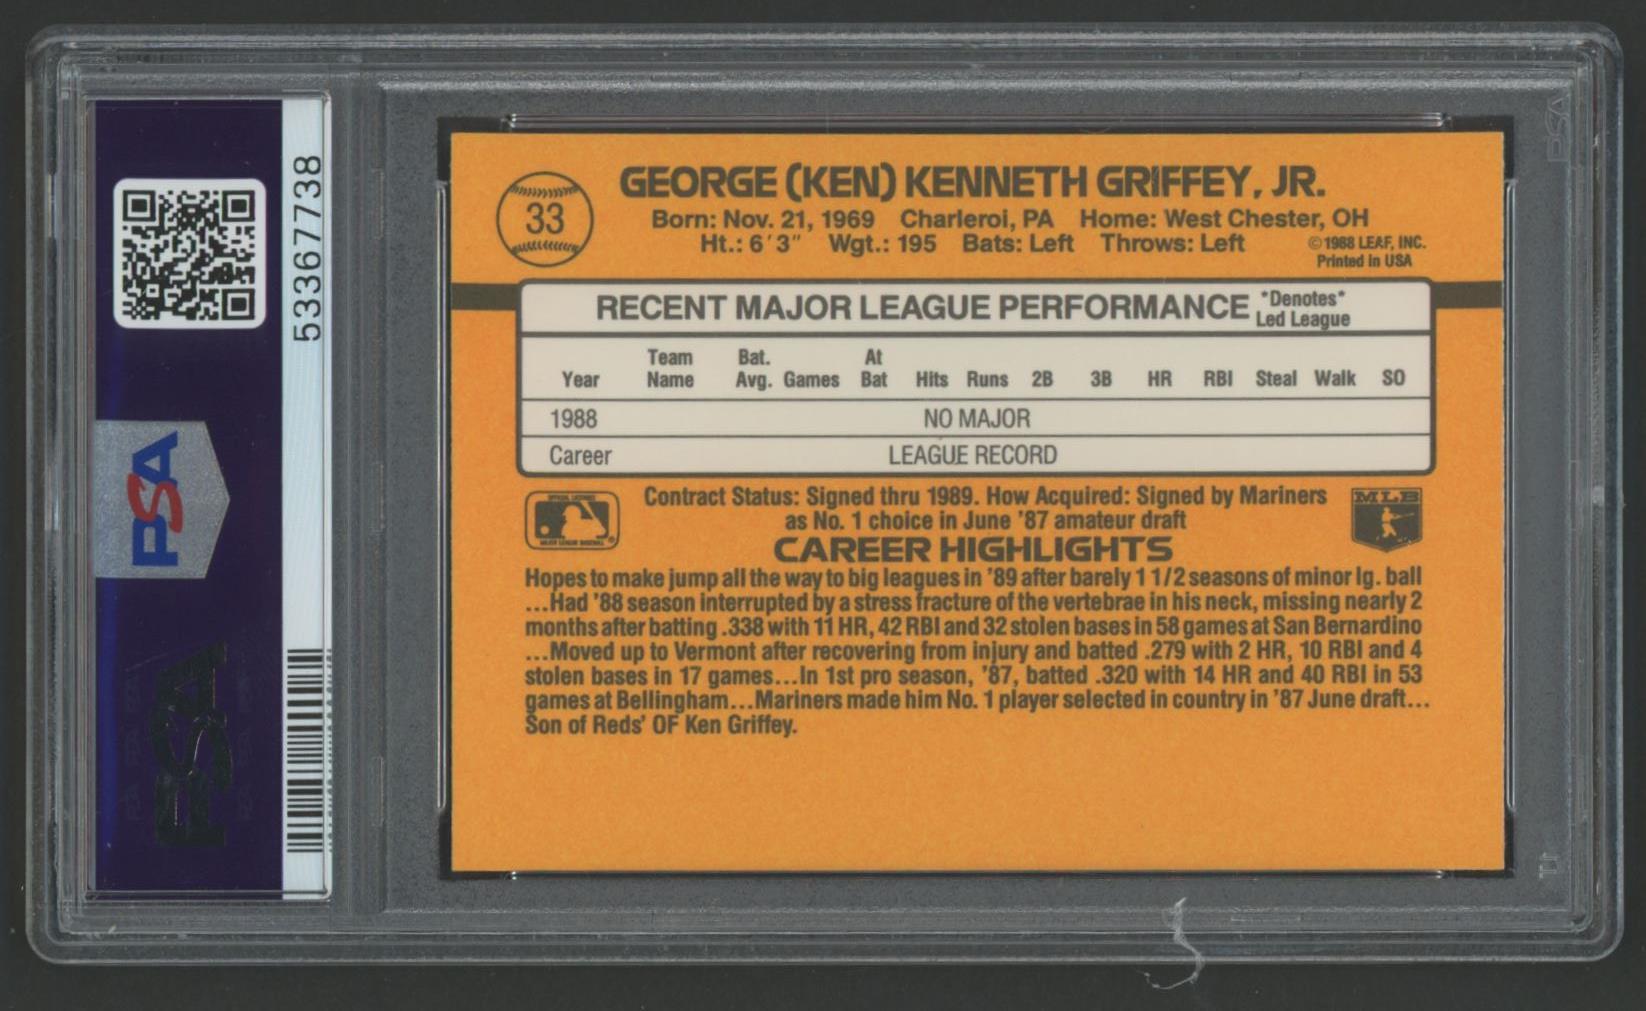 53367738
PSA
PSA
33
GEORGE (KEN) KENNETH GRIFFEY, JR.
Born: Nov. 21, 1969 Charleroi, PA Home: West Chester, OH
Ht.: 6'3" Wgt.: 195 Bats: Left Throws: Left
©1988 LEAF, INC.
Printed in USA
RECENT MAJOR LEAGUE PERFORMANCE *Denotes*
Led League
Year Team Name Bat. Avg. Games At Bat Hits Runs 2B 3B HR RBI Steal Walk SO
1988 NO MAJOR
Career LEAGUE RECORD
Contract Status: Signed thru 1989. How Acquired: Signed by Mariners
as No. 1 choice in June '87 amateur draft
MLB
CAREER HIGHLIGHTS
Hopes to make jump all the way to big leagues in '89 after barely 1 1/2 seasons of minor lg. ball
...Had '88 season interrupted by a stress fracture of the vertebrae in his neck, missing nearly 2
months after batting .338 with 11 HR, 42 RBI and 32 stolen bases in 58 games at San Bernardino
...Moved up to Vermont after recovering from injury and batted .279 with 2 HR, 10 RBI and 4
stolen bases in 17 games...In 1st pro season, '87, batted .320 with 14 HR and 40 RBI in 53
games at Bellingham...Mariners made him No. 1 player selected in country in '87 June draft...
Son of Reds' OF Ken Griffey.
PSA